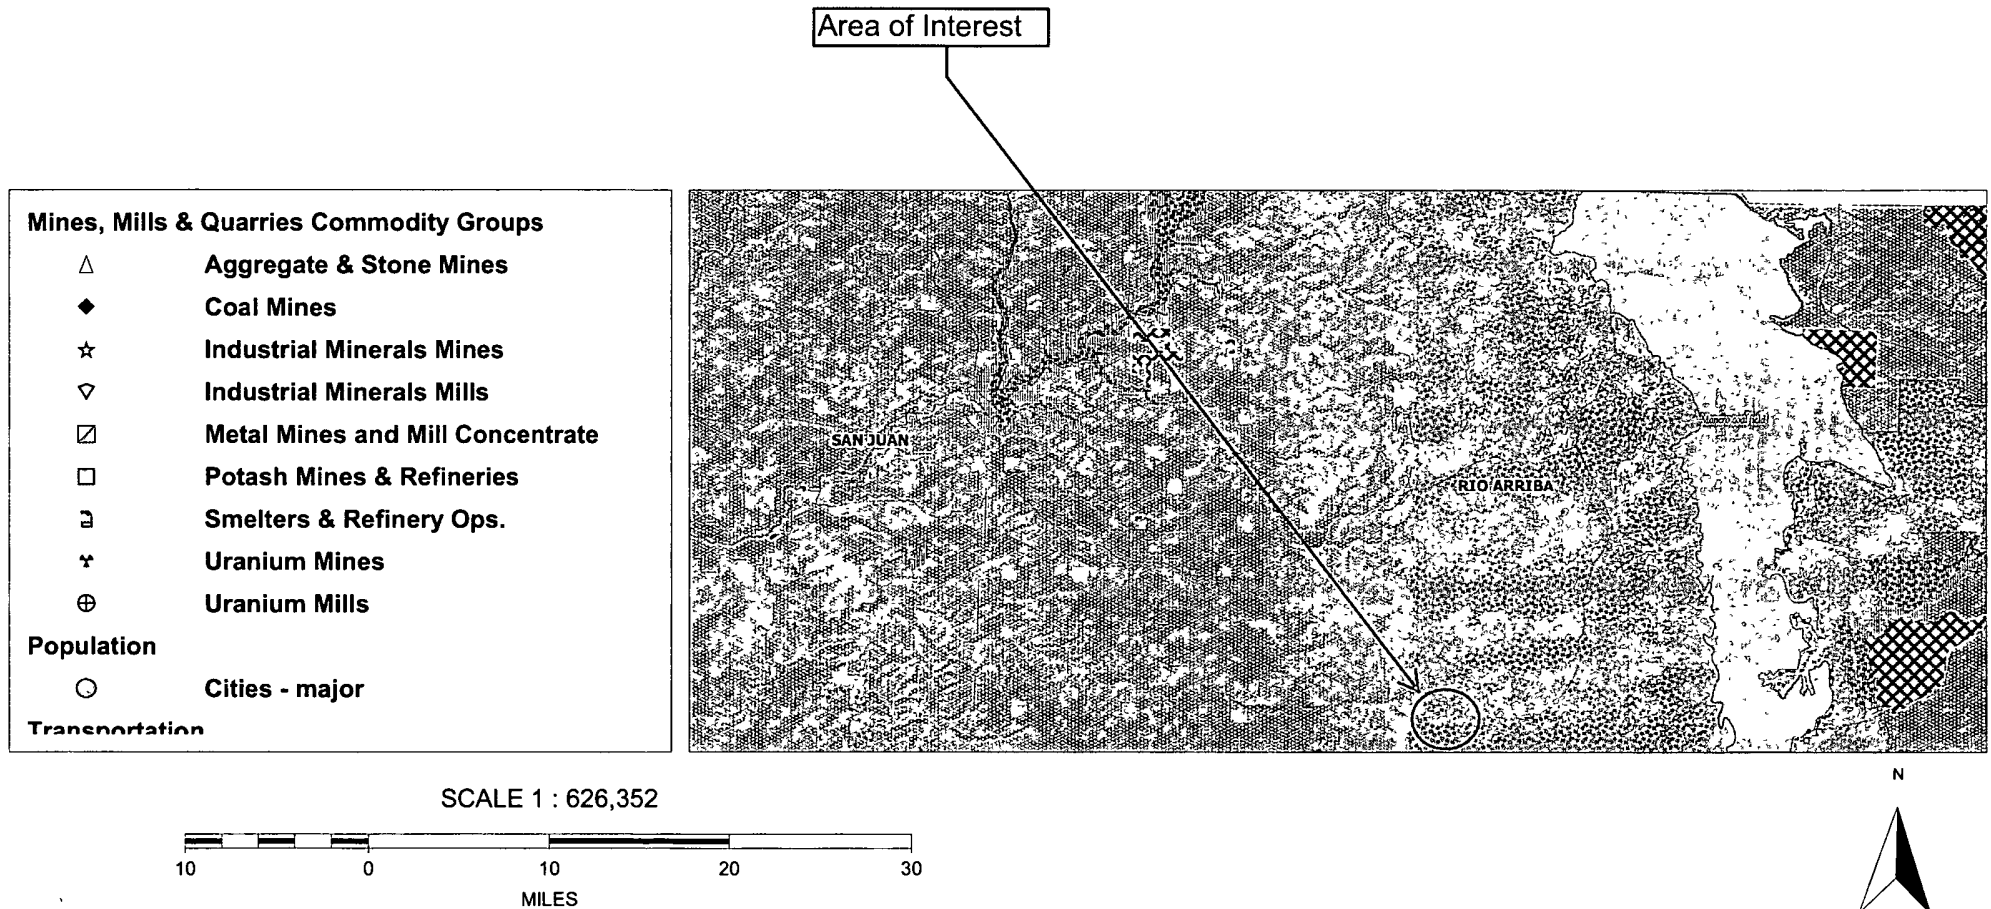 Area of Interest
Mines, Mills & Quarries Commodity Groups
Aggregate & Stone Mines
Coal Mines
Industrial Minerals Mines
Industrial Minerals Mills
Metal Mines and Mill Concentrate
Potash Mines & Refineries
Smelters & Refinery Ops.
Uranium Mines
Uranium Mills
Population
Cities - major
Transportation
SAN JUAN
RIO ARRIBA
SCALE 1 : 626,352
10 0 10 20 30
MILES
N